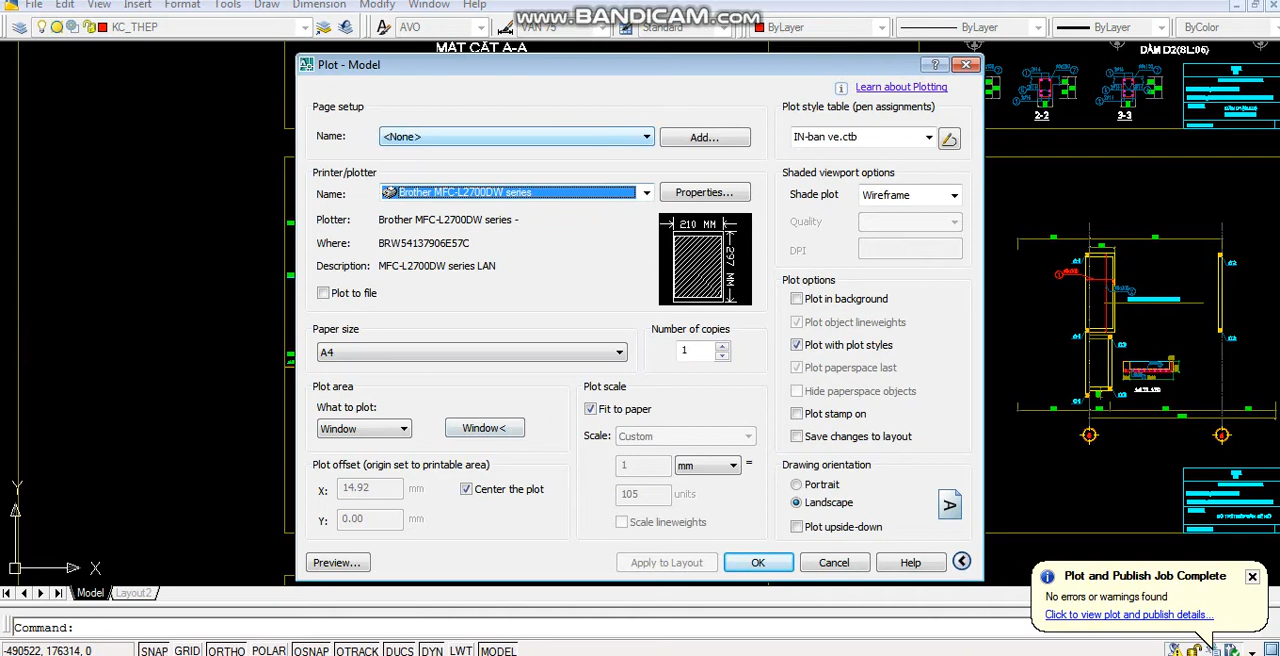 File Edit View Insert Format Tools Draw Dimension Modify Window Help
www.BANDICAM.com
KC_THEP AVO VAN 75 Standard ByLayer ByLayer ByLayer ByColor
MẶT CẮT A-A
DẦM D2(SL:06)
2-2 3-3
Plot - Model
Learn about Plotting
Page setup
Name: <None> Add...
Plot style table (pen assignments)
IN-ban ve.ctb
Printer/plotter
Name: Brother MFC-L2700DW series Properties...
Plotter: Brother MFC-L2700DW series -
Where: BRW54137906E57C
Description: MFC-L2700DW series LAN
Plot to file
210 MM
297 MM
Shaded viewport options
Shade plot Wireframe
Quality
DPI
Paper size
A4
Number of copies
1
Plot options
Plot in background
Plot object lineweights
Plot with plot styles
Plot paperspace last
Hide paperspace objects
Plot stamp on
Save changes to layout
Plot area
What to plot:
Window Window<
Plot scale
Fit to paper
Scale: Custom
1 mm =
105 units
Scale lineweights
Plot offset (origin set to printable area)
X: 14.92 mm
Center the plot
Y: 0.00 mm
Drawing orientation
Portrait
Landscape
A
Plot upside-down
Preview... Apply to Layout OK Cancel Help
Y
X
Model Layout2
Plot and Publish Job Complete
No errors or warnings found
Click to view plot and publish details...
Command:
-490522, 176314, 0 SNAP GRID ORTHO POLAR OSNAP OTRACK DUCS DYN LWT MODEL